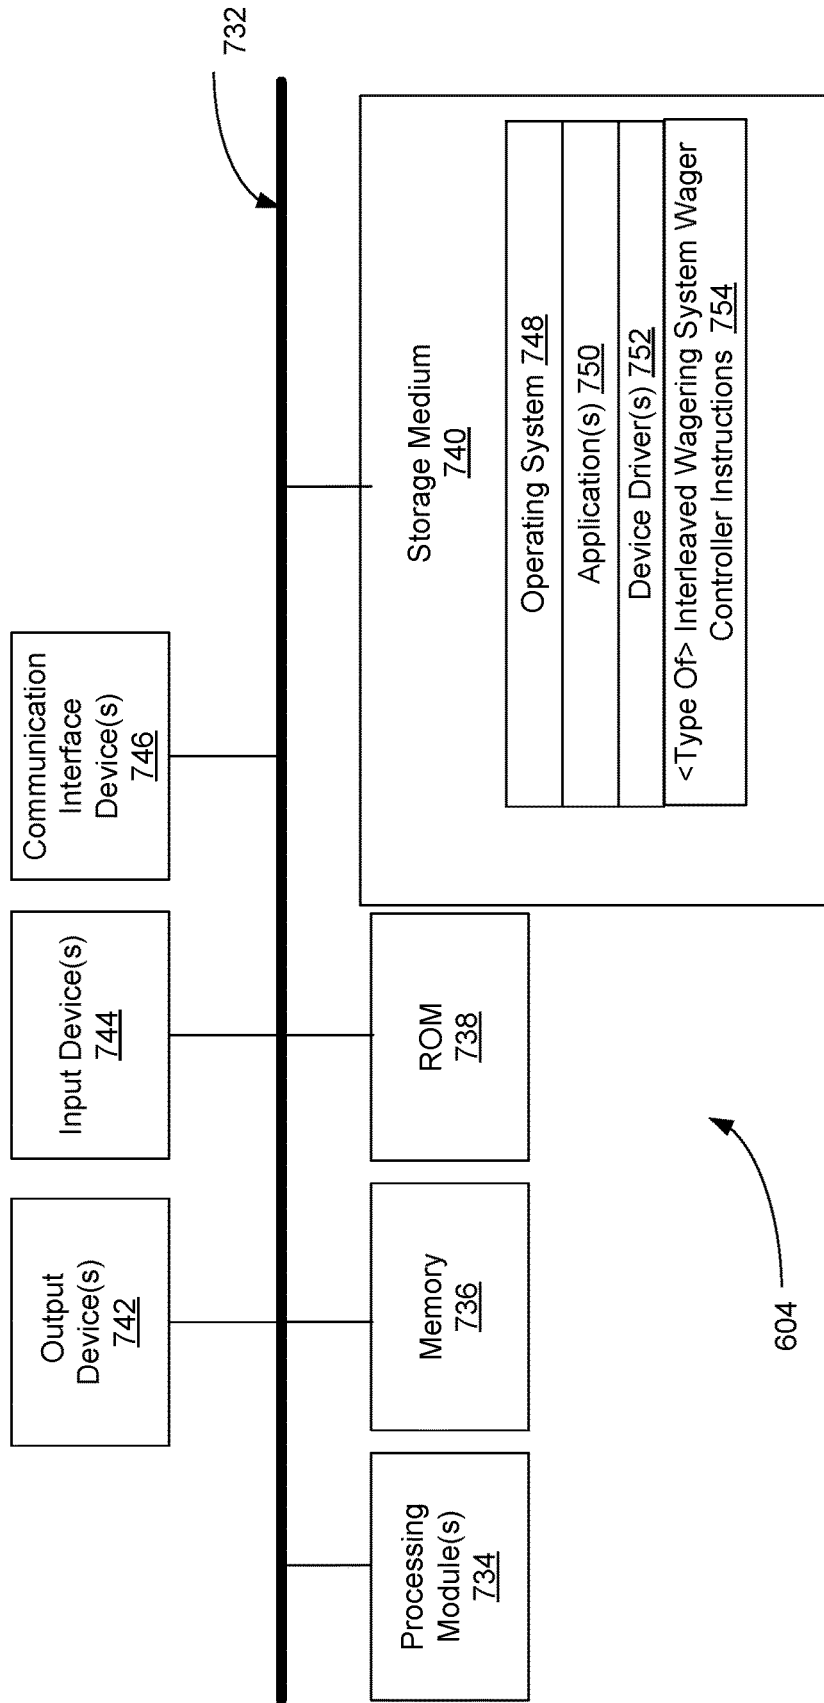 732
Output
Device(s)
742
Input Device(s)
744
Communication
Interface
Device(s)
746
Processing
Module(s)
734
Memory
736
ROM
738
Storage Medium
740
Operating System 748
Application(s) 750
Device Driver(s) 752
<Type Of> Interleaved Wagering System Wager
Controller Instructions 754
604